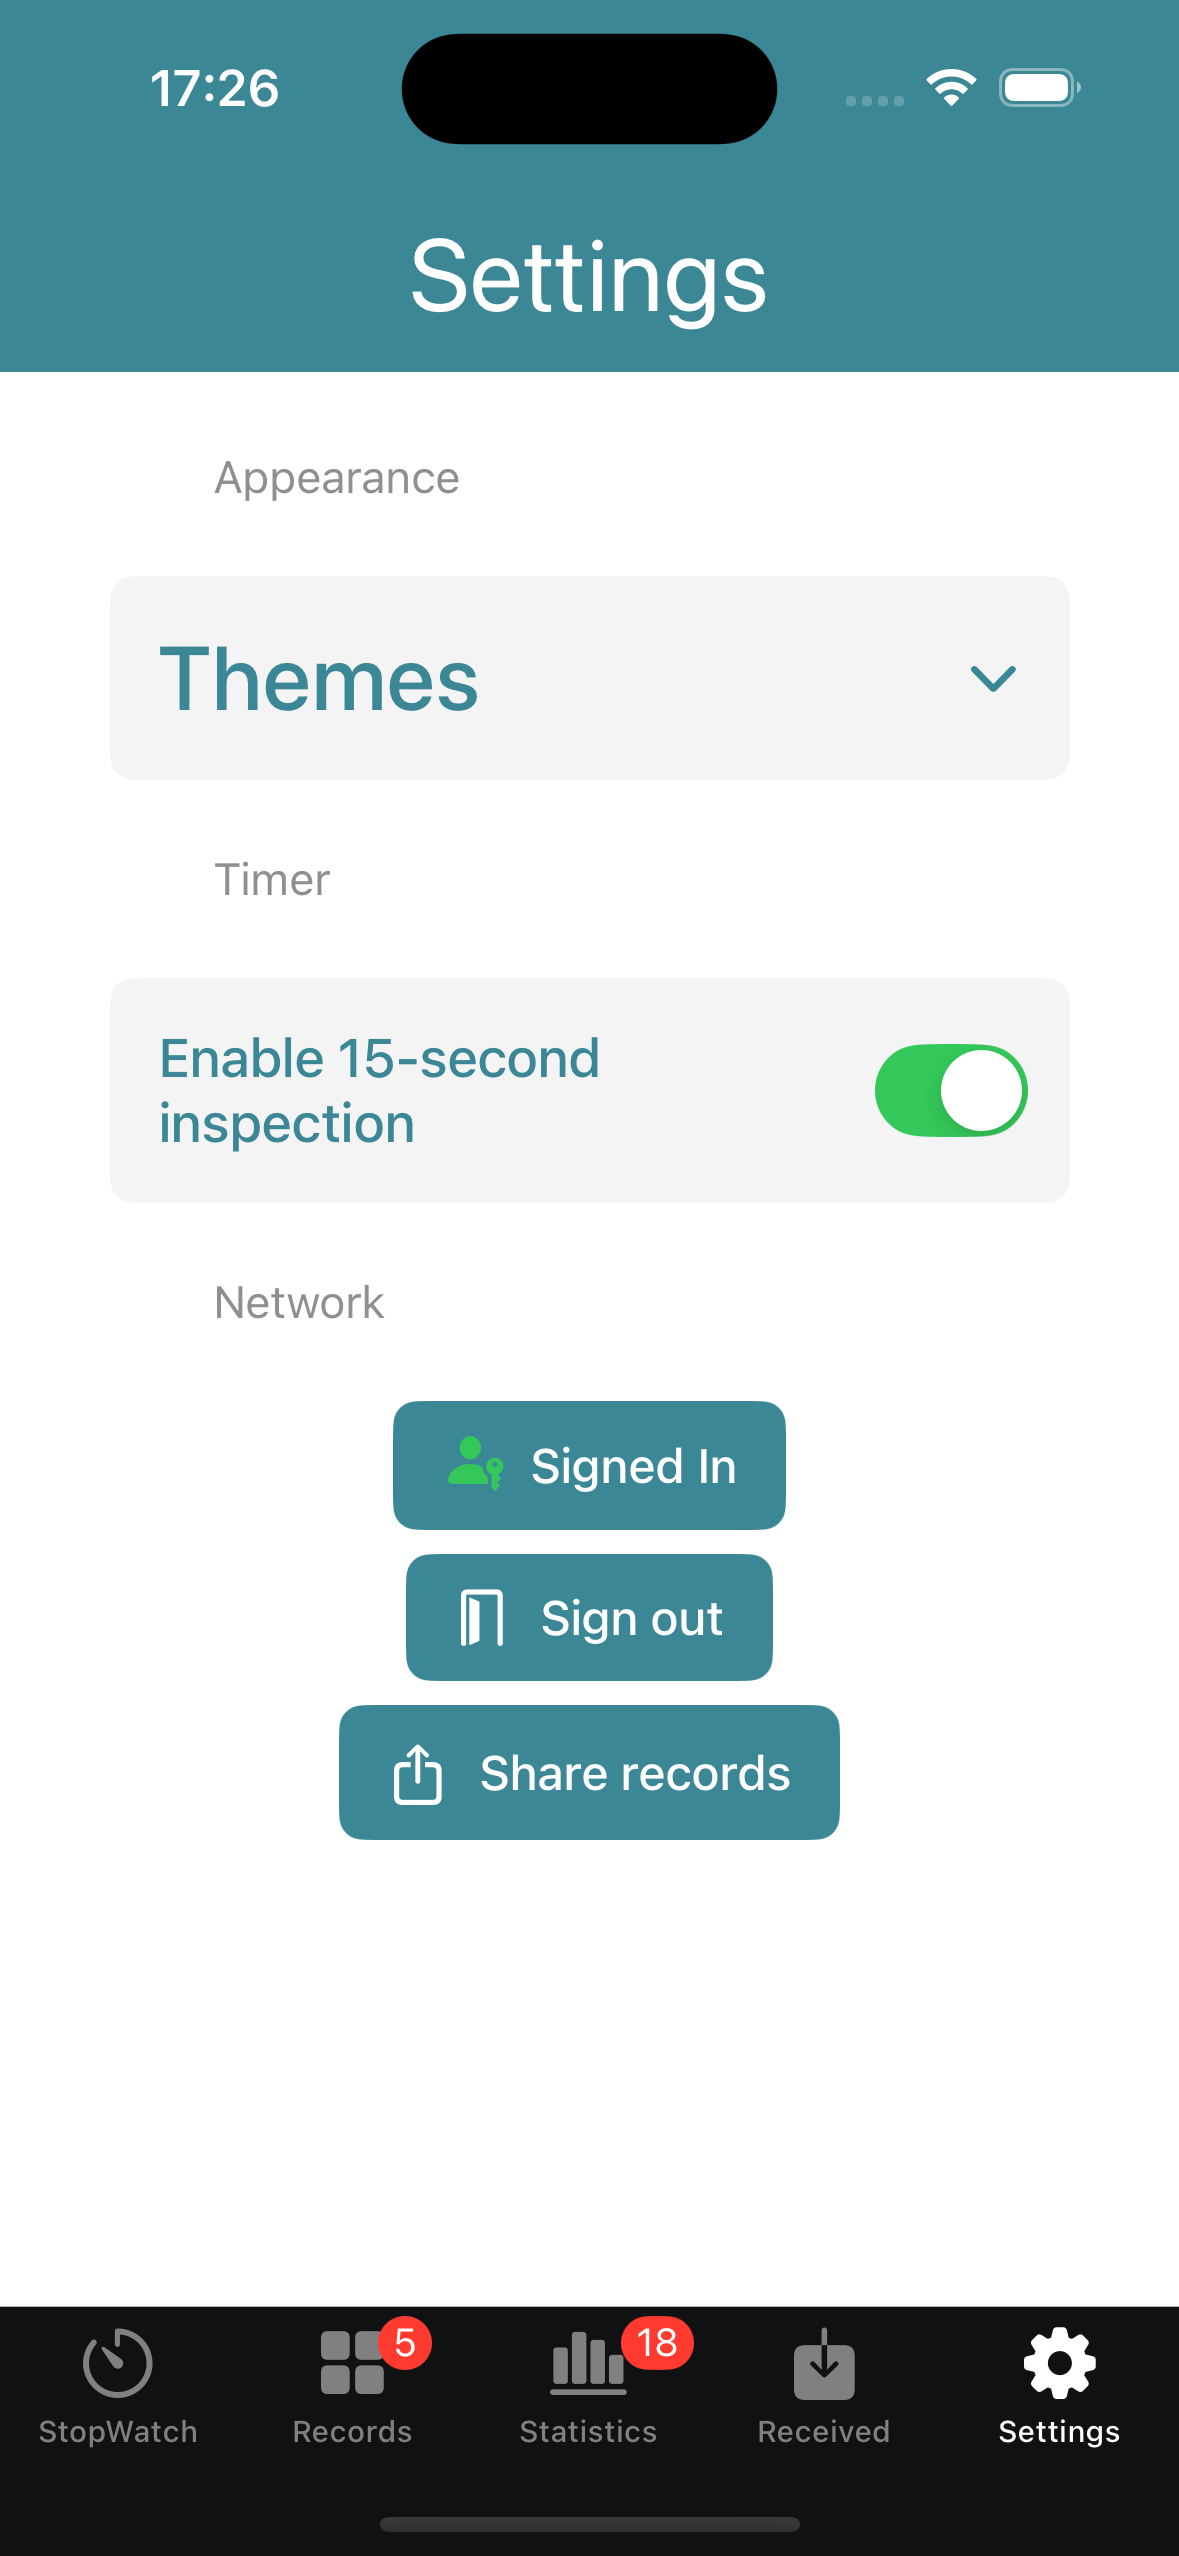 17:26
Settings
Appearance
Themes
Timer
Enable 15-second
inspection
Network
Signed In
Sign out
Share records
5
18
StopWatch
Records
Statistics
Received
Settings